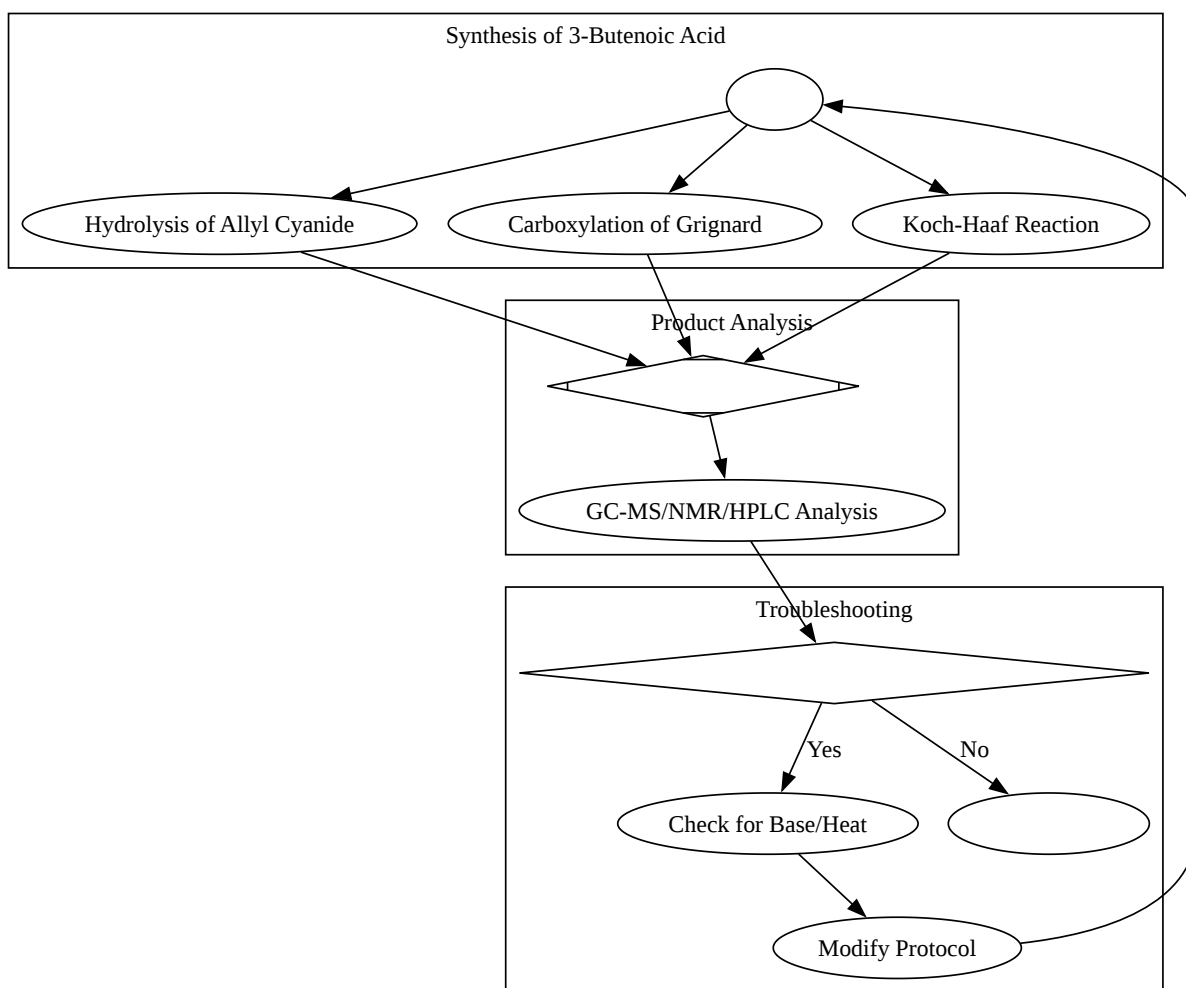 Synthesis of 3-Butenoic Acid
Hydrolysis of Allyl Cyanide
Carboxylation of Grignard
Koch-Haaf Reaction
Product Analysis
GC-MS/NMR/HPLC Analysis
Troubleshooting
Yes
No
Check for Base/Heat
Modify Protocol